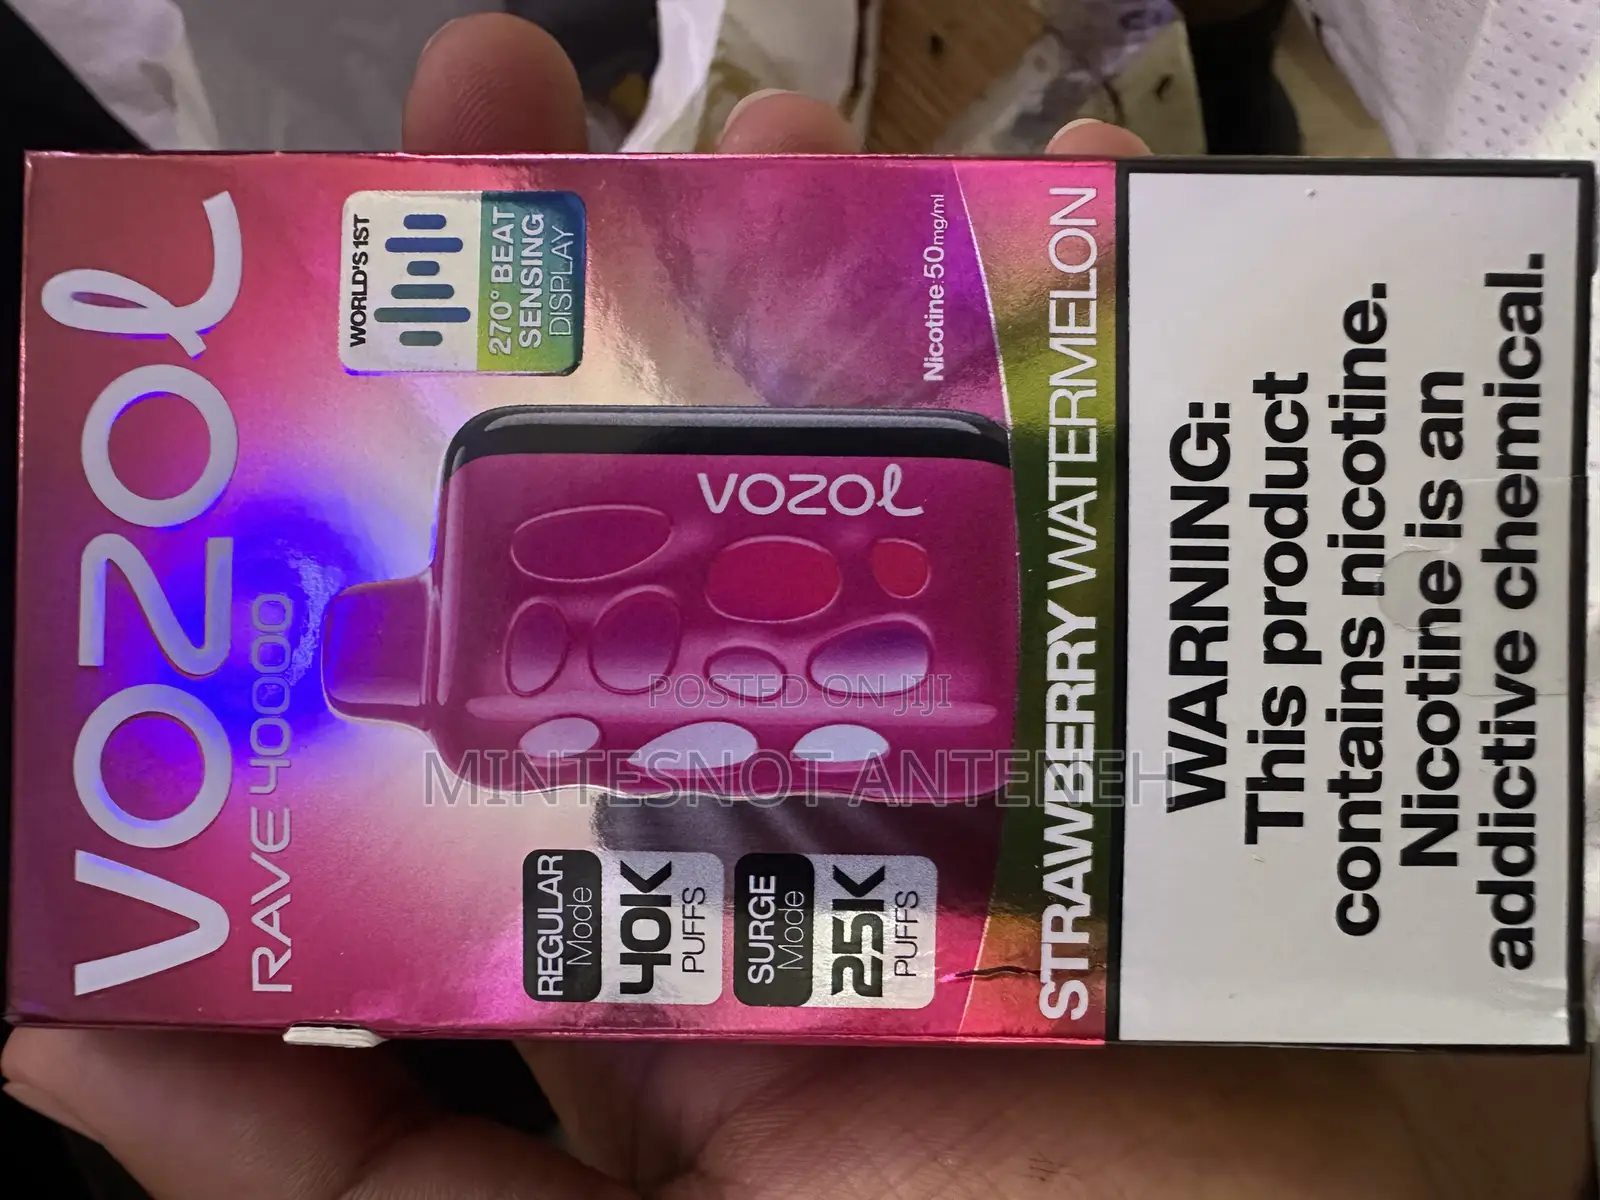 VOZOL
RAVE 40000
WORLD'S 1ST
270° BEAT
SENSING
DISPLAY
REGULAR
Mode
40K
PUFFS
SURGE
Mode
25K
PUFFS
VOZOL
Nicotine:50mg/ml
STRAWBERRY WATERMELON
WARNING:
This product
contains nicotine.
Nicotine is an
addictive chemical.
POSTED ON JIJI
MINTESNOT ANTENEH